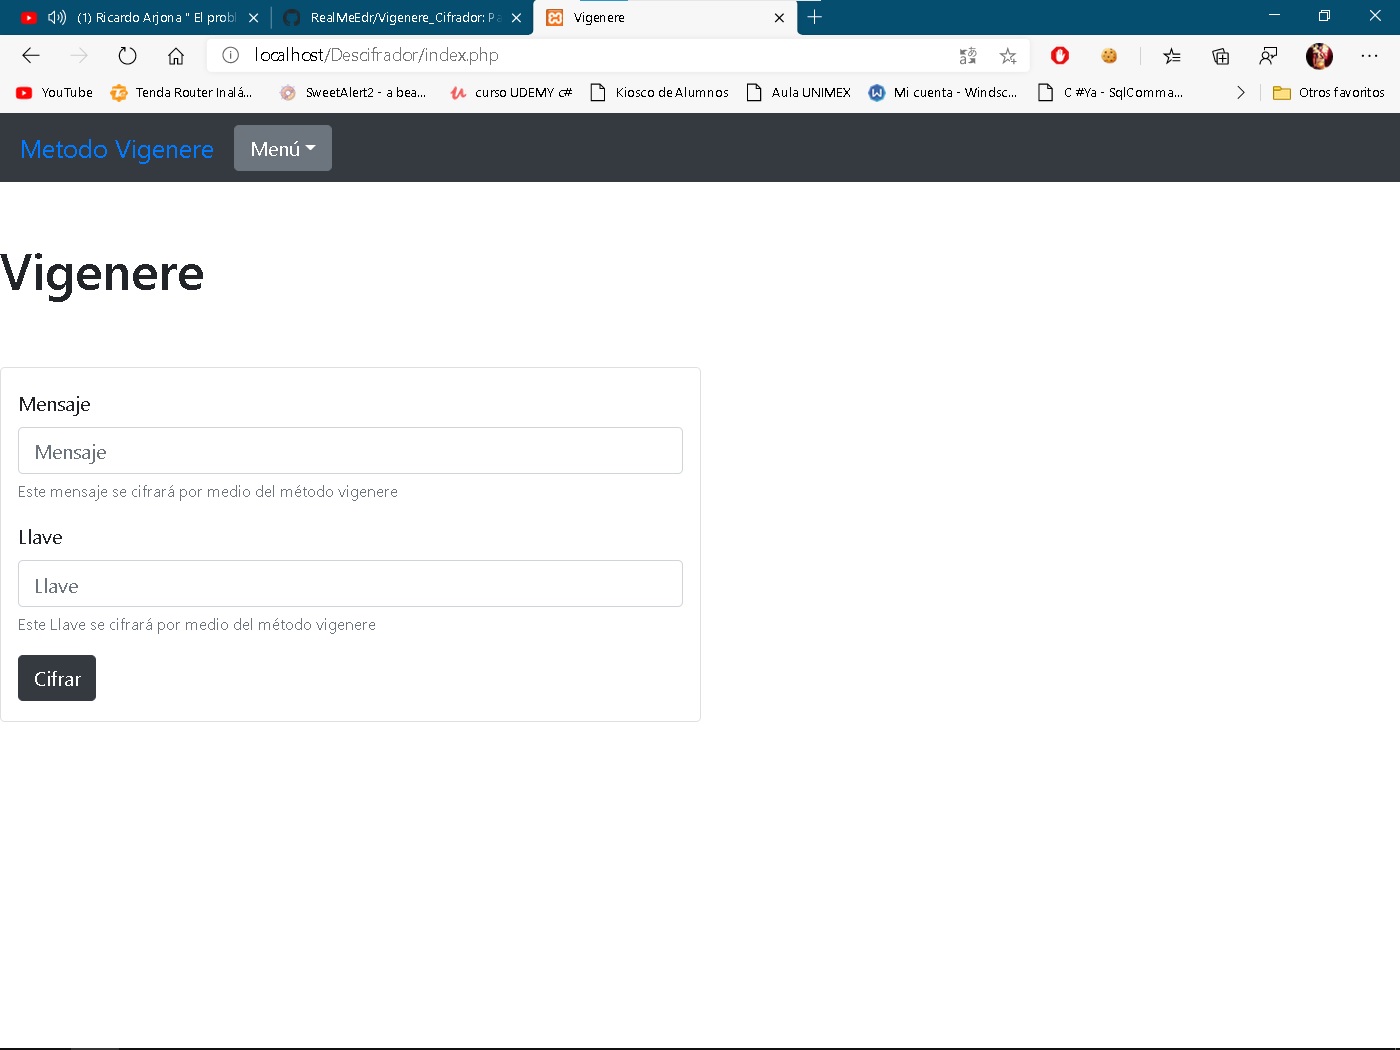 (1) Ricardo Arjona " El probl
RealMeEdr/Vigenere_Cifrador: Pa
Vigenere
localhost/Descifrador/index.php
YouTube
Tenda Router Inalá...
SweetAlert2 - a bea...
curso UDEMY c#
Kiosco de Alumnos
Aula UNIMEX
Mi cuenta - Windsc...
C #Ya - SqlComma...
Otros favoritos
Metodo Vigenere
Menú
Vigenere
Mensaje
Mensaje
Este mensaje se cifrará por medio del método vigenere
Llave
Llave
Este Llave se cifrará por medio del método vigenere
Cifrar